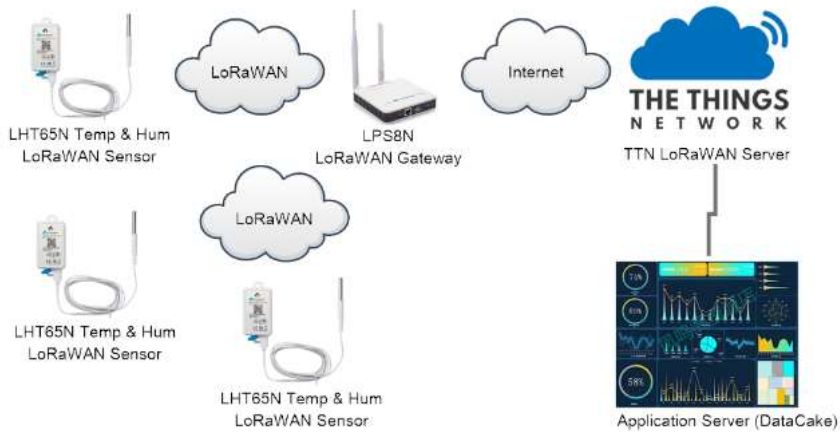 LoRaWAN
Internet
THE THINGS
NETWORK
LHT65N Temp & Hum
LoRaWAN Sensor
LPS8N
LoRaWAN Gateway
TTN LoRaWAN Server
LoRaWAN
LHT65N Temp & Hum
LoRaWAN Sensor
LHT65N Temp & Hum
LoRaWAN Sensor
58%
Application Server (DataCake)